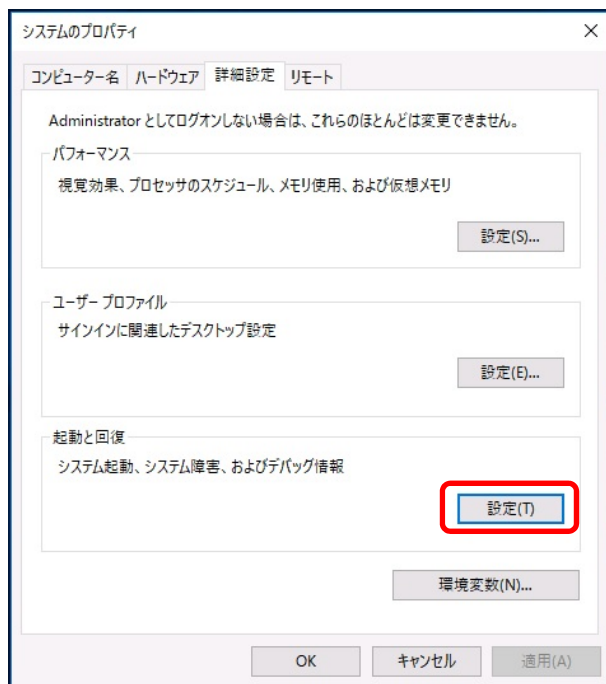 システムのプロパティ
コンピューター名 ハードウェア 詳細設定 リモート
Administrator としてログオンしない場合は、これらのほとんどは変更できません。
パフォーマンス
視覚効果、プロセッサのスケジュール、メモリ使用、および仮想メモリ
設定(S)...
ユーザー プロファイル
サインインに関連したデスクトップ設定
設定(E)...
起動と回復
システム起動、システム障害、およびデバッグ情報
設定(T)
環境変数(N)...
OK キャンセル 適用(A)